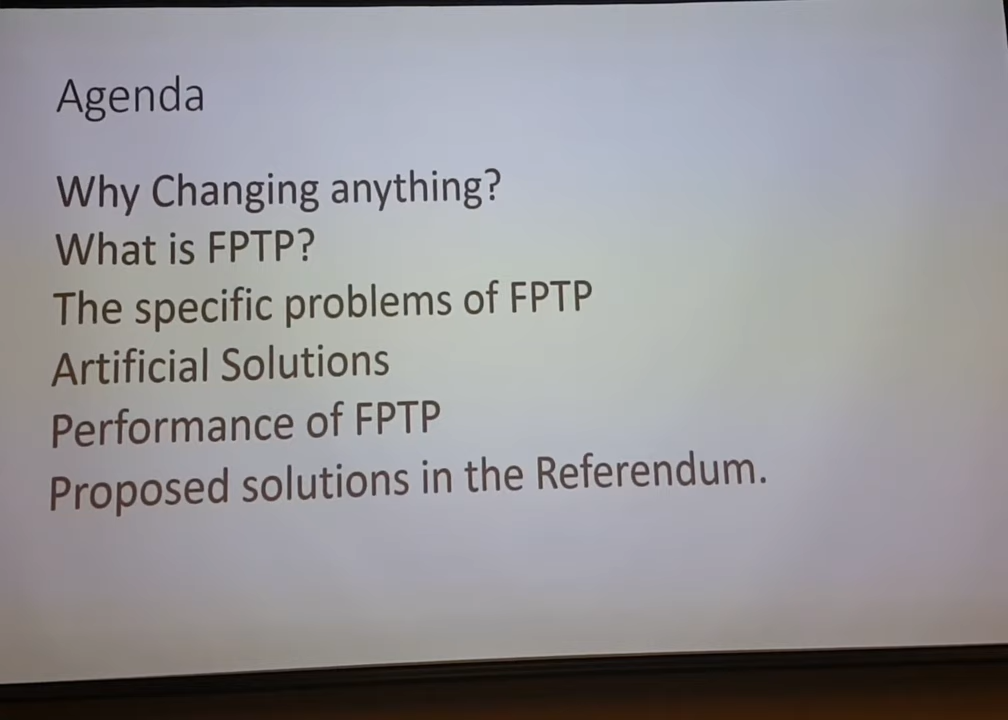 Agenda
Why Changing anything?
What is FPTP?
The specific problems of FPTP
Artificial Solutions
Performance of FPTP
Proposed solutions in the Referendum.